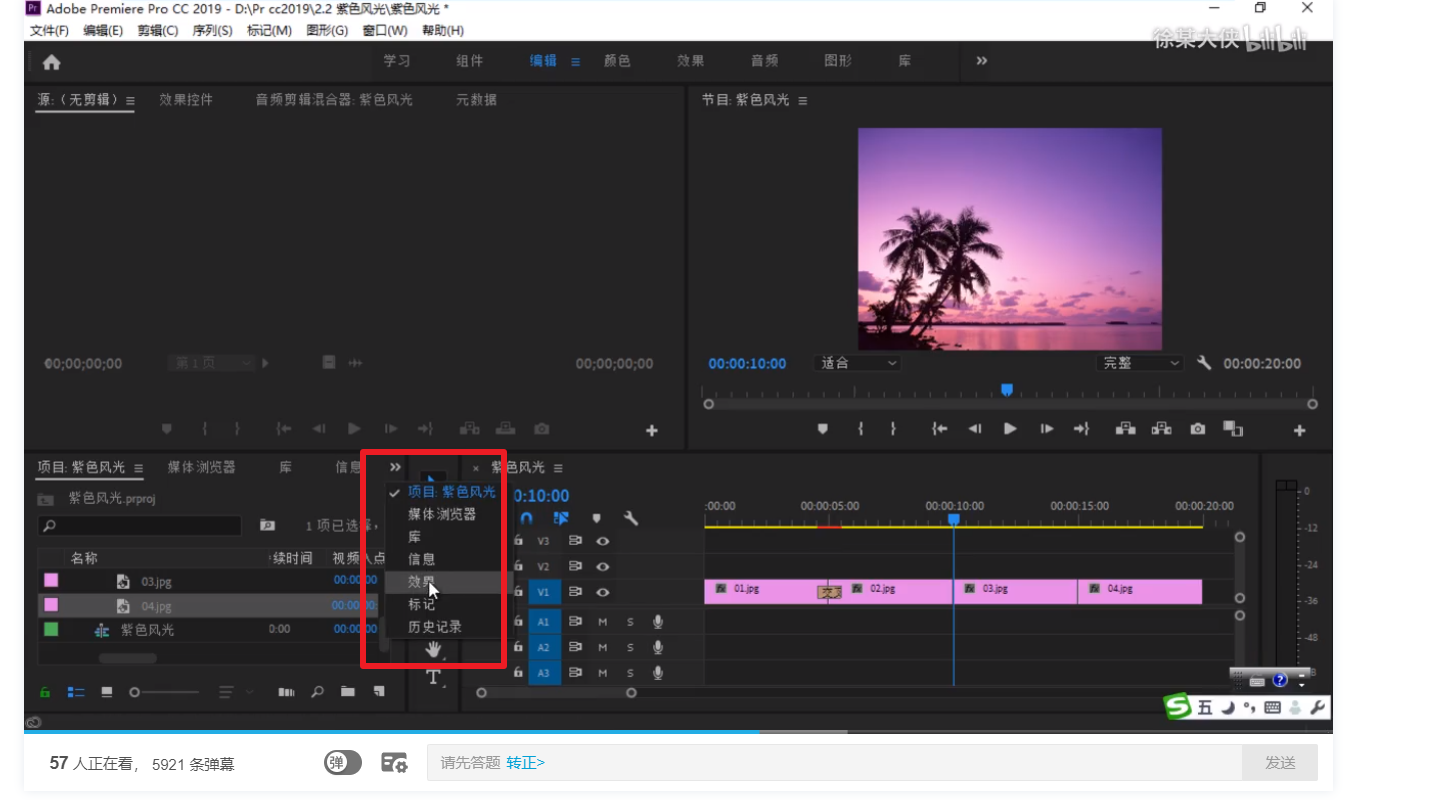 Pr Adobe Premiere Pro CC 2019 - D:\Pr cc2019\2.2 紫色风光\紫色风光 *
文件(F) 编辑(E) 剪辑(C) 序列(S) 标记(M) 图形(G) 窗口(W) 帮助(H)
徐某大侠 bilibili
学习 组件 编辑 颜色 效果 音频 图形 库
源:（无剪辑） 效果控件 音频剪辑混合器: 紫色风光 元数据
节目: 紫色风光
00;00;00;00 第 1 页 00;00;00;00
00:00:10:00 适合 完整 00:00:20:00
项目: 紫色风光 媒体浏览器 库 信息
× 紫色风光
紫色风光.prproj
1 项已选择,
名称 续时间 视频入点
03.jpg 00:00 00
04.jpg 00:00 00:
紫色风光 0:00 00:00 00
项目: 紫色风光
媒体浏览器
库
信息
效果
标记
历史记录
T
0:10:00
:00:00 00:00:05:00 00:00:10:00 00:00:15:00 00:00:20:00
V3
V2
V1 fx 01.jpg 交叉 fx 02.jpg fx 03.jpg fx 04.jpg
A1 M S
A2 M S
A3 M S
0
-12
-24
-36
-48
S 五
57 人正在看， 5921 条弹幕 弹 请先答题 转正> 发送